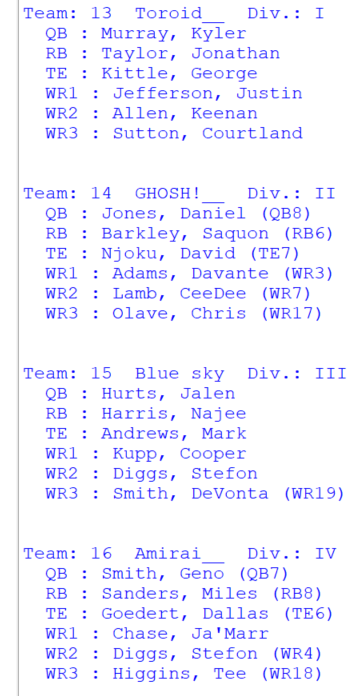 Team: 13  Toroid__  Div.: I
QB : Murray, Kyler
RB : Taylor, Jonathan
TE : Kittle, George
WR1 : Jefferson, Justin
WR2 : Allen, Keenan
WR3 : Sutton, Courtland
Team: 14  GHOSH!__  Div.: II
QB : Jones, Daniel (QB8)
RB : Barkley, Saquon (RB6)
TE : Njoku, David (TE7)
WR1 : Adams, Davante (WR3)
WR2 : Lamb, CeeDee (WR7)
WR3 : Olave, Chris (WR17)
Team: 15  Blue sky  Div.: III
QB : Hurts, Jalen
RB : Harris, Najee
TE : Andrews, Mark
WR1 : Kupp, Cooper
WR2 : Diggs, Stefon
WR3 : Smith, DeVonta (WR19)
Team: 16  Amirai__  Div.: IV
QB : Smith, Geno (QB7)
RB : Sanders, Miles (RB8)
TE : Goedert, Dallas (TE6)
WR1 : Chase, Ja'Marr
WR2 : Diggs, Stefon (WR4)
WR3 : Higgins, Tee (WR18)